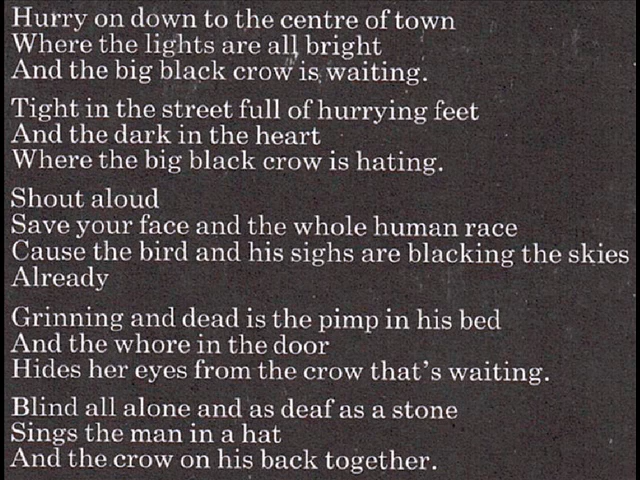 Hurry on down to the centre of town
Where the lights are all bright
And the big black crow is waiting.
Tight in the street full of hurrying feet
And the dark in the heart
Where the big black crow is hating.
Shout aloud
Save your face and the whole human race
Cause the bird and his sighs are blacking the skies
Already
Grinning and dead is the pimp in his bed
And the whore in the door
Hides her eyes from the crow that's waiting.
Blind all alone and as deaf as a stone
Sings the man in a hat
And the crow on his back together.